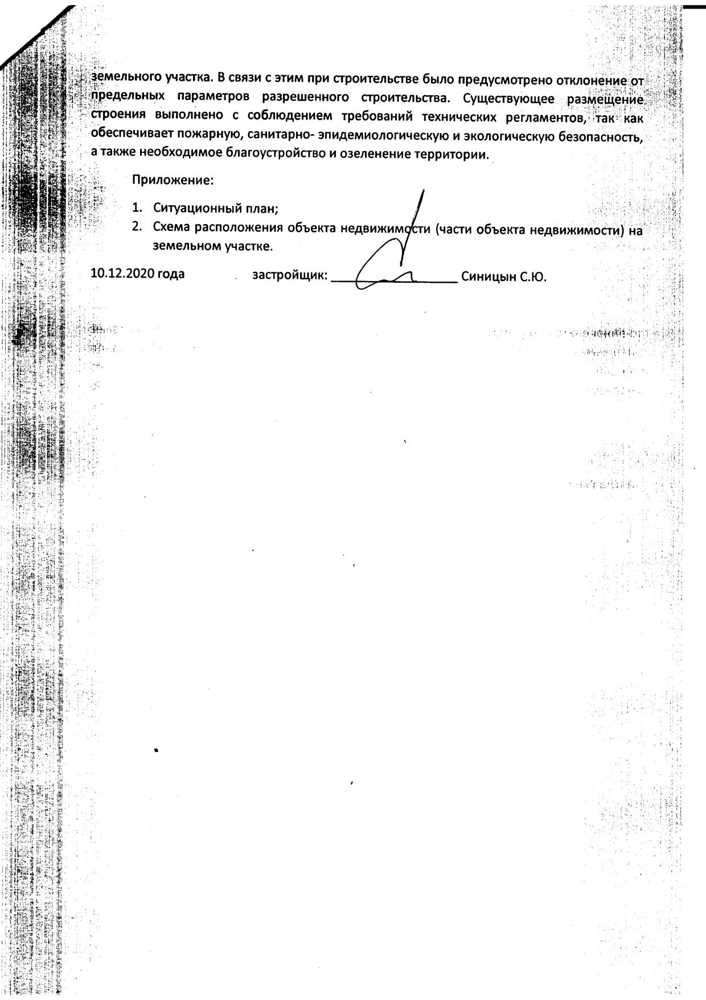 земельного участка. В связи с этим при строительстве было предусмотрено отклонение от
предельных параметров разрешенного строительства. Существующее размещение
строения выполнено с соблюдением требований технических регламентов, так как
обеспечивает пожарную, санитарно- эпидемиологическую и экологическую безопасность,
а также необходимое благоустройство и озеленение территории.
Приложение:
1. Ситуационный план;
2. Схема расположения объекта недвижимости (части объекта недвижимости) на
земельном участке.
10.12.2020 года застройщик: ____________________ Синицын С.Ю.